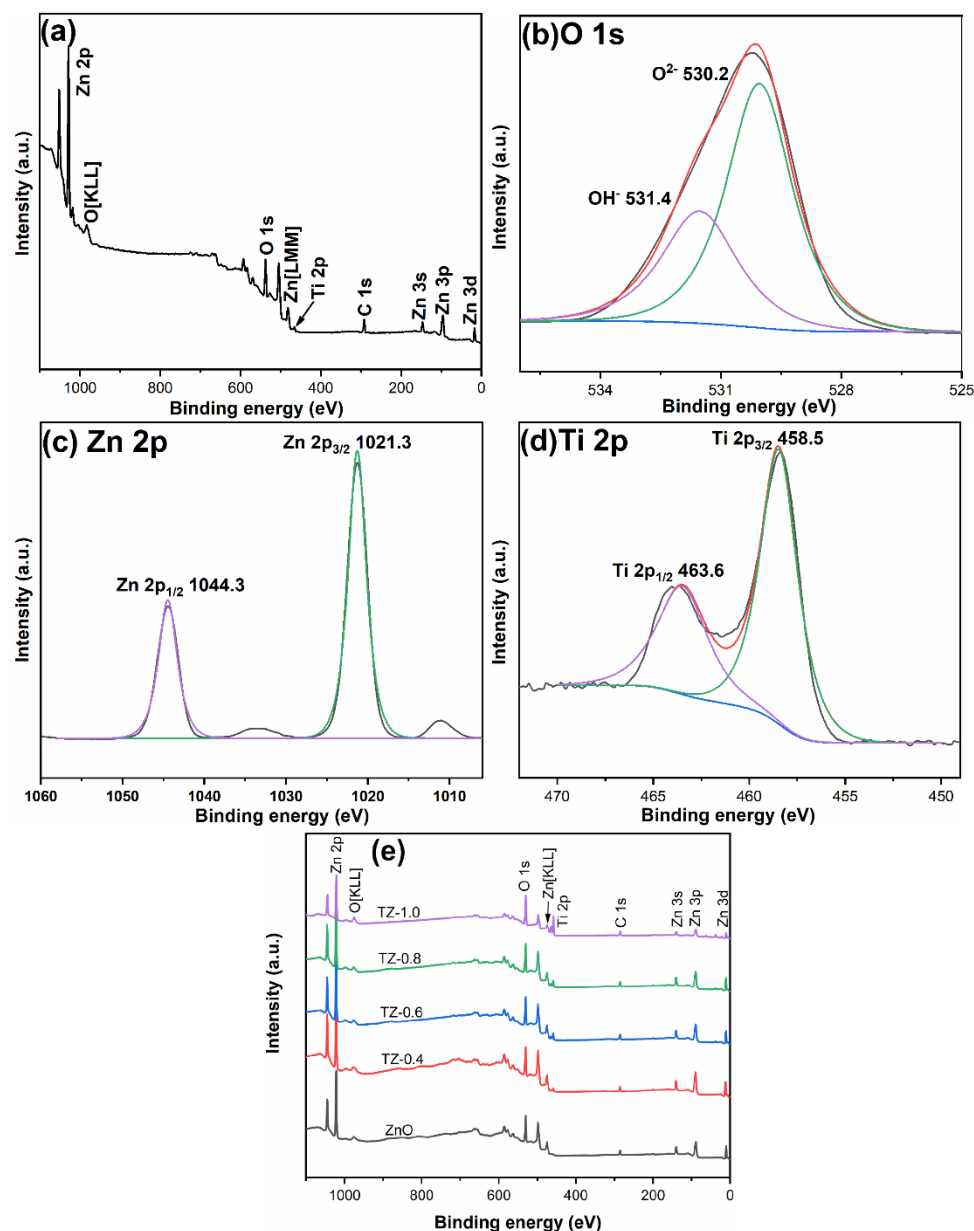 (a)
Zn 2p
O[KLL]
O 1s
Zn[LMM]
Ti 2p
C 1s
Zn 3s
Zn 3p
Zn 3d
Intensity (a.u.)
1000 800 600 400 200 0
Binding energy (eV)
(b)O 1s
O²⁻ 530.2
OH⁻ 531.4
Intensity (a.u.)
534 531 528 525
Binding energy (eV)
(c) Zn 2p
Zn 2p₃/₂ 1021.3
Zn 2p₁/₂ 1044.3
Intensity (a.u.)
1060 1050 1040 1030 1020 1010
Binding energy (eV)
(d)Ti 2p
Ti 2p₃/₂ 458.5
Ti 2p₁/₂ 463.6
Intensity (a.u.)
470 465 460 455 450
Binding energy (eV)
(e)
Zn 2p
O[KLL]
O 1s
Zn[KLL]
Ti 2p
C 1s
Zn 3s
Zn 3p
Zn 3d
TZ-1.0
TZ-0.8
TZ-0.6
TZ-0.4
ZnO
Intensity (a.u.)
1000 800 600 400 200 0
Binding energy (eV)